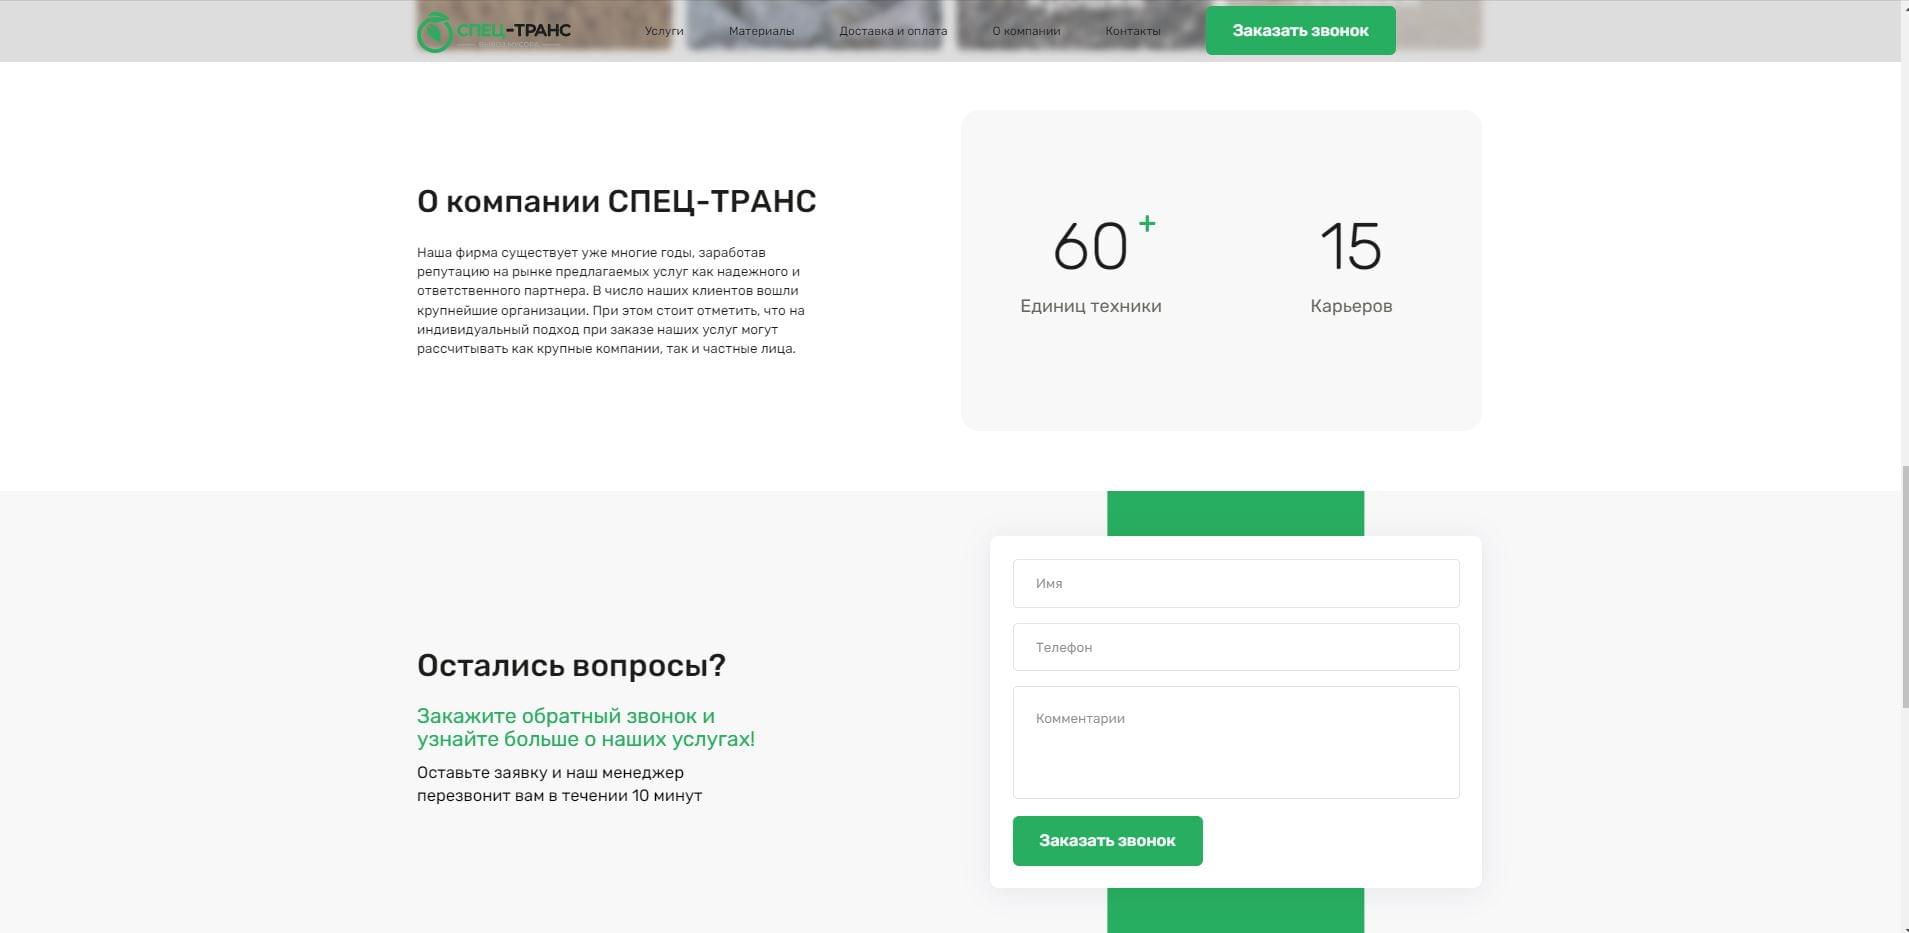 СПЕЦ-ТРАНС
ВЫВОЗ МУСОРА
Услуги
Материалы
Доставка и оплата
О компании
Контакты
Заказать звонок
О компании СПЕЦ-ТРАНС
Наша фирма существует уже многие годы, заработав
репутацию на рынке предлагаемых услуг как надежного и
ответственного партнера. В число наших клиентов вошли
крупнейшие организации. При этом стоит отметить, что на
индивидуальный подход при заказе наших услуг могут
рассчитывать как крупные компании, так и частные лица.
60+
Единиц техники
15
Карьеров
Остались вопросы?
Закажите обратный звонок и
узнайте больше о наших услугах!
Оставьте заявку и наш менеджер
перезвонит вам в течении 10 минут
Имя
Телефон
Комментарии
Заказать звонок